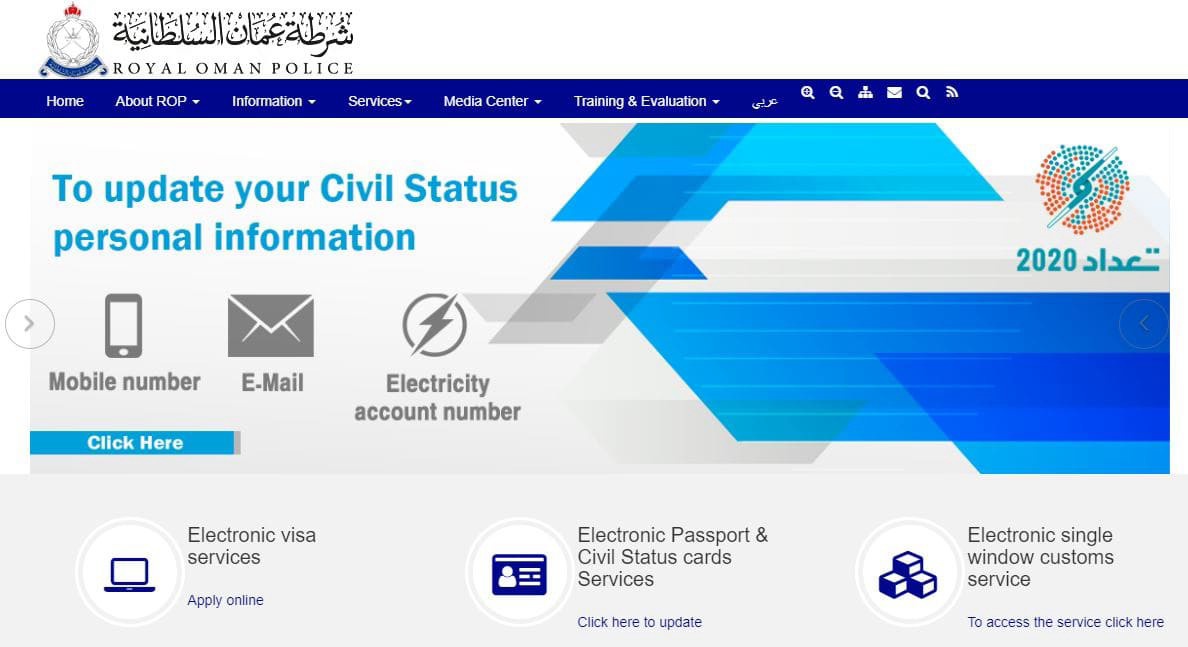 شرطة عمان السلطانية
ROYAL OMAN POLICE
Home About ROP Information Services Media Center Training & Evaluation عربي
To update your Civil Status
personal information
تعداد 2020
Mobile number
E-Mail
Electricity
account number
Click Here
Electronic visa
services
Apply online
Electronic Passport &
Civil Status cards
Services
Click here to update
Electronic single
window customs
service
To access the service click here